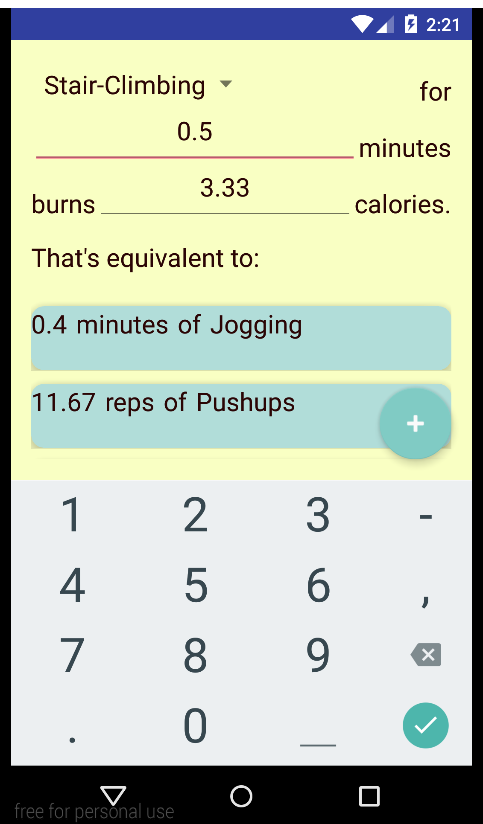 2:21
Stair-Climbing
for
0.5
minutes
burns 3.33 calories.
That's equivalent to:
0.4 minutes of Jogging
11.67 reps of Pushups
+
1 2 3 -
4 5 6 ,
7 8 9
. 0 _
free for personal use